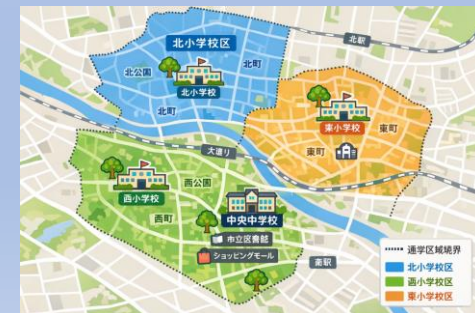 北駅
北小学校区
北公園
北町
北小学校
北町
東小学校
東町
東町
大通り
西公園
西小学校
西町
中央中学校
市立図書館
ショッピングモール
南駅
通学区域境界
北小学校区
西小学校区
東小学校区